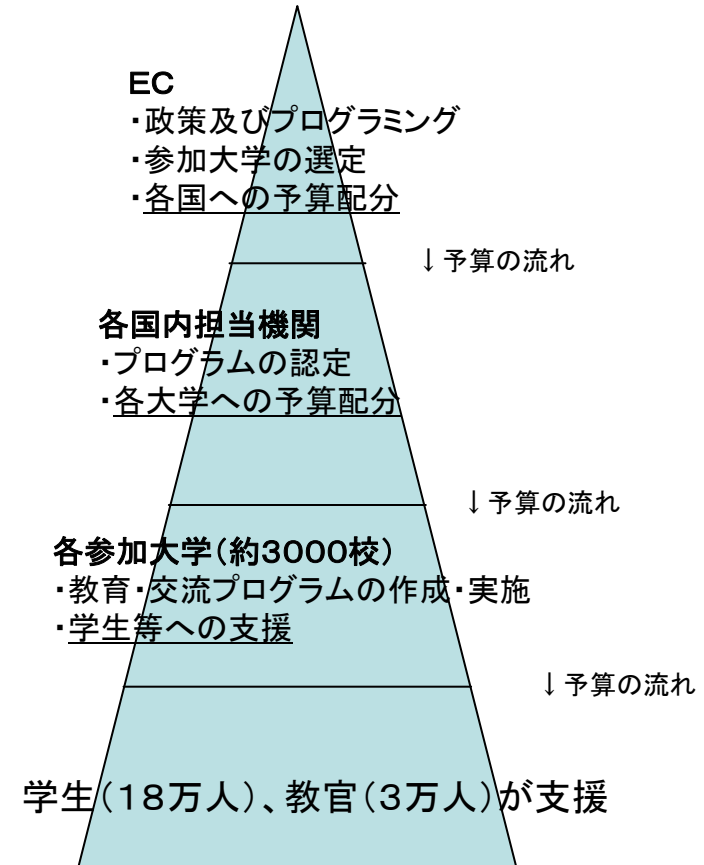 EC
・政策及びプログラミング
・参加大学の選定
・各国への予算配分
↓予算の流れ
各国内担当機関
・プログラムの認定
・各大学への予算配分
↓予算の流れ
各参加大学（約3000校）
・教育・交流プログラムの作成・実施
・学生等への支援
↓予算の流れ
学生（18万人）、教官（3万人）が支援